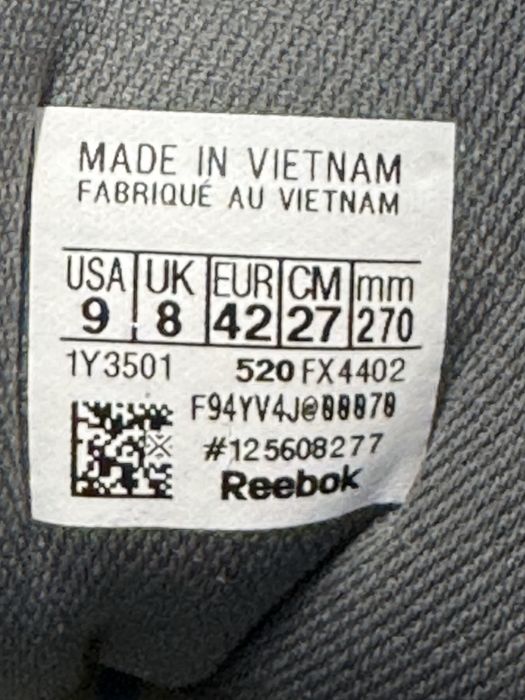 MADE IN VIETNAM
FABRIQUÉ AU VIETNAM
USA UK EUR CM mm
9 8 42 27 270
1Y3501 520 FX4402
F94YV4J@00070
#125608277
Reebok